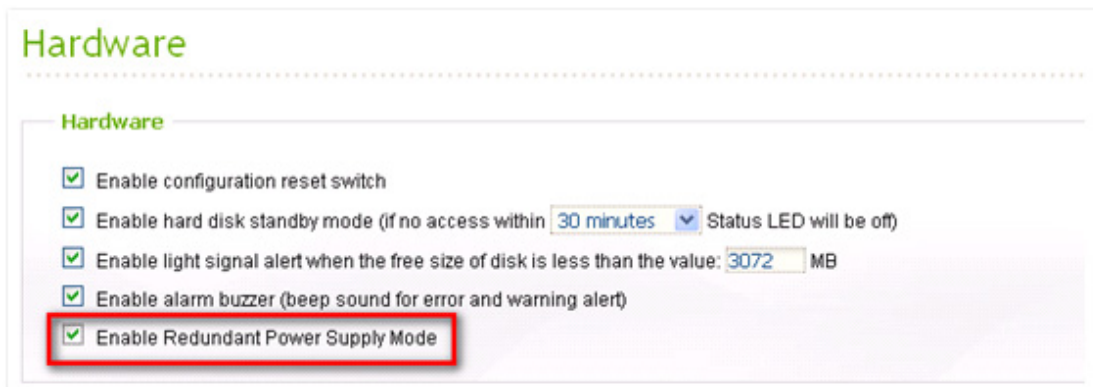 Hardware
Hardware
Enable configuration reset switch
Enable hard disk standby mode (if no access within 30 minutes Status LED will be off)
Enable light signal alert when the free size of disk is less than the value: 3072 MB
Enable alarm buzzer (beep sound for error and warning alert)
Enable Redundant Power Supply Mode